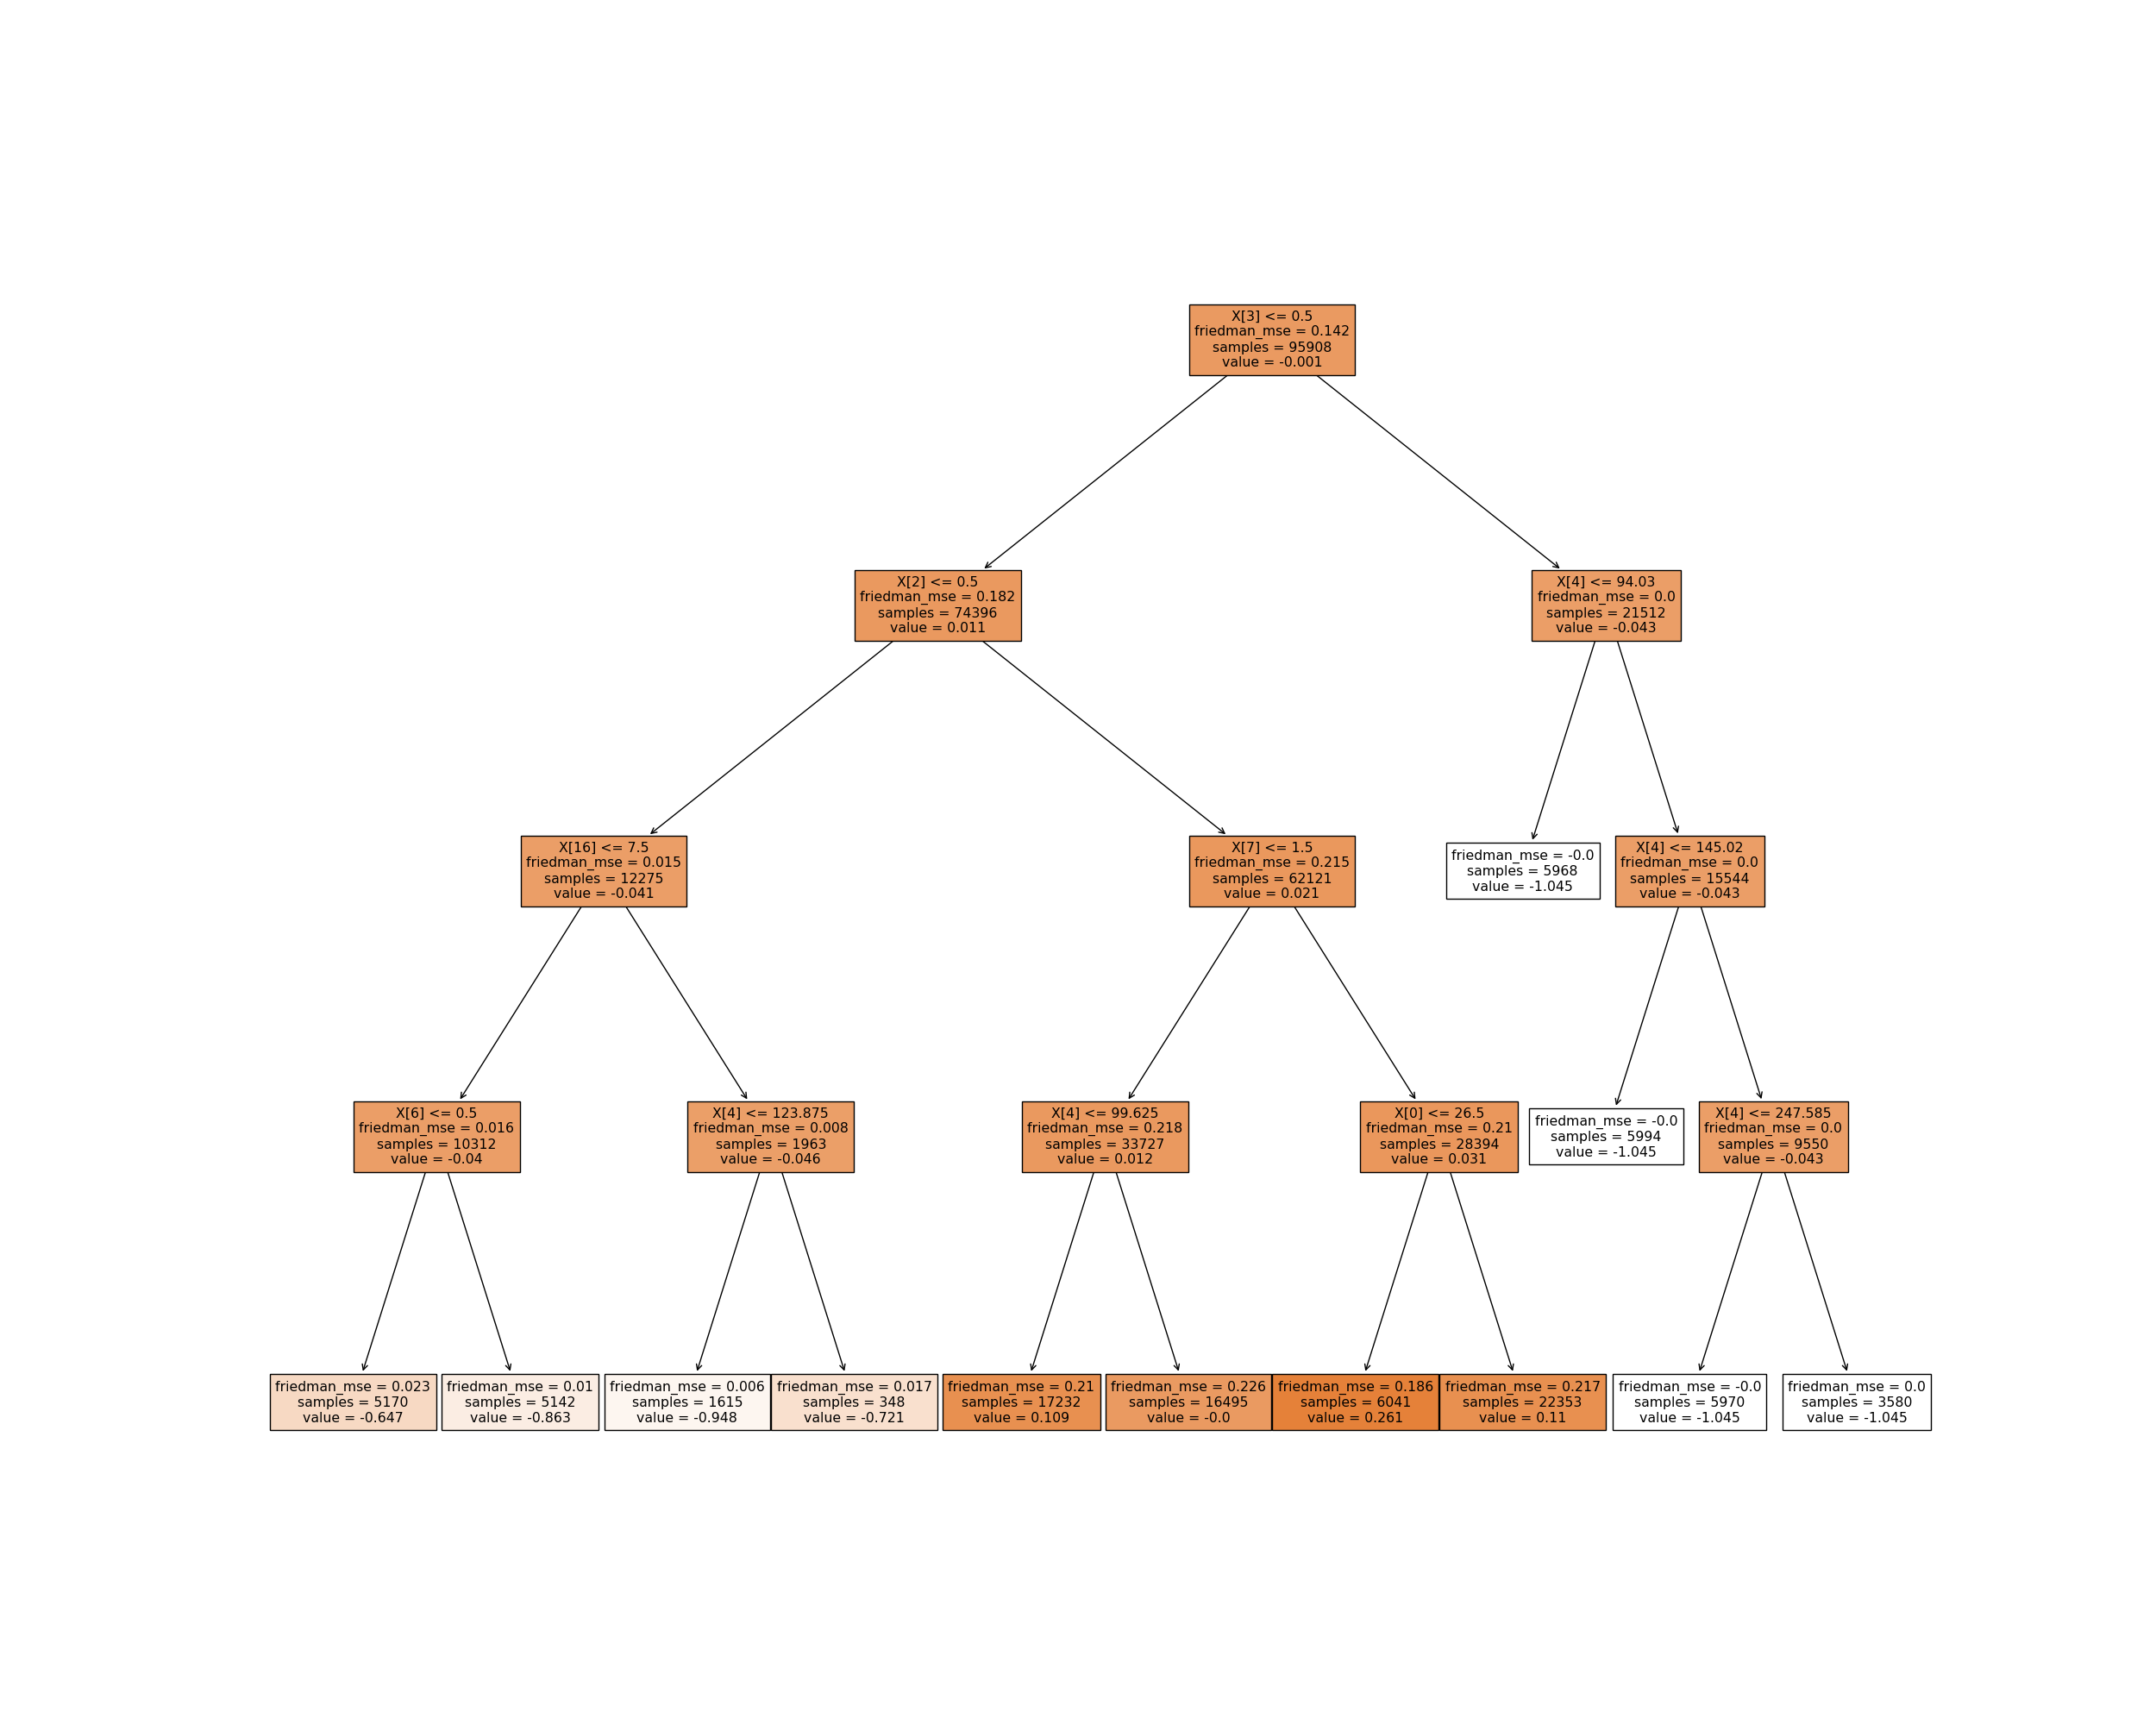 X[3] <= 0.5
friedman_mse = 0.142
samples = 95908
value = -0.001
X[2] <= 0.5
friedman_mse = 0.182
samples = 74396
value = 0.011
X[4] <= 94.03
friedman_mse = 0.0
samples = 21512
value = -0.043
X[16] <= 7.5
friedman_mse = 0.015
samples = 12275
value = -0.041
X[7] <= 1.5
friedman_mse = 0.215
samples = 62121
value = 0.021
friedman_mse = -0.0
samples = 5968
value = -1.045
X[4] <= 145.02
friedman_mse = 0.0
samples = 15544
value = -0.043
X[6] <= 0.5
friedman_mse = 0.016
samples = 10312
value = -0.04
X[4] <= 123.875
friedman_mse = 0.008
samples = 1963
value = -0.046
X[4] <= 99.625
friedman_mse = 0.218
samples = 33727
value = 0.012
X[0] <= 26.5
friedman_mse = 0.21
samples = 28394
value = 0.031
friedman_mse = -0.0
samples = 5994
value = -1.045
X[4] <= 247.585
friedman_mse = 0.0
samples = 9550
value = -0.043
friedman_mse = 0.023
samples = 5170
value = -0.647
friedman_mse = 0.01
samples = 5142
value = -0.863
friedman_mse = 0.006
samples = 1615
value = -0.948
friedman_mse = 0.017
samples = 348
value = -0.721
friedman_mse = 0.21
samples = 17232
value = 0.109
friedman_mse = 0.226
samples = 16495
value = -0.0
friedman_mse = 0.186
samples = 6041
value = 0.261
friedman_mse = 0.217
samples = 22353
value = 0.11
friedman_mse = -0.0
samples = 5970
value = -1.045
friedman_mse = 0.0
samples = 3580
value = -1.045